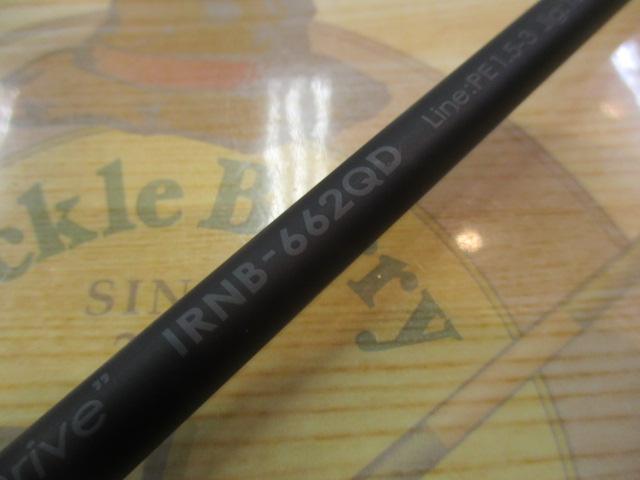 rive” IRNB-662QD Line:PE1.5-3
ckle B rry
SIN